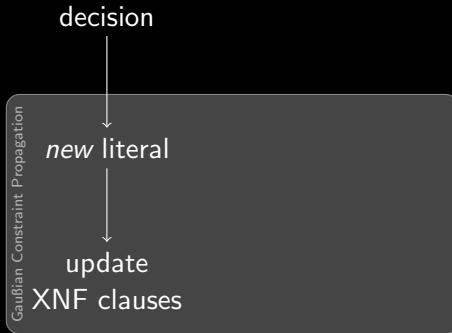 decision
Gaußian Constraint Propagation
new literal
update
XNF clauses